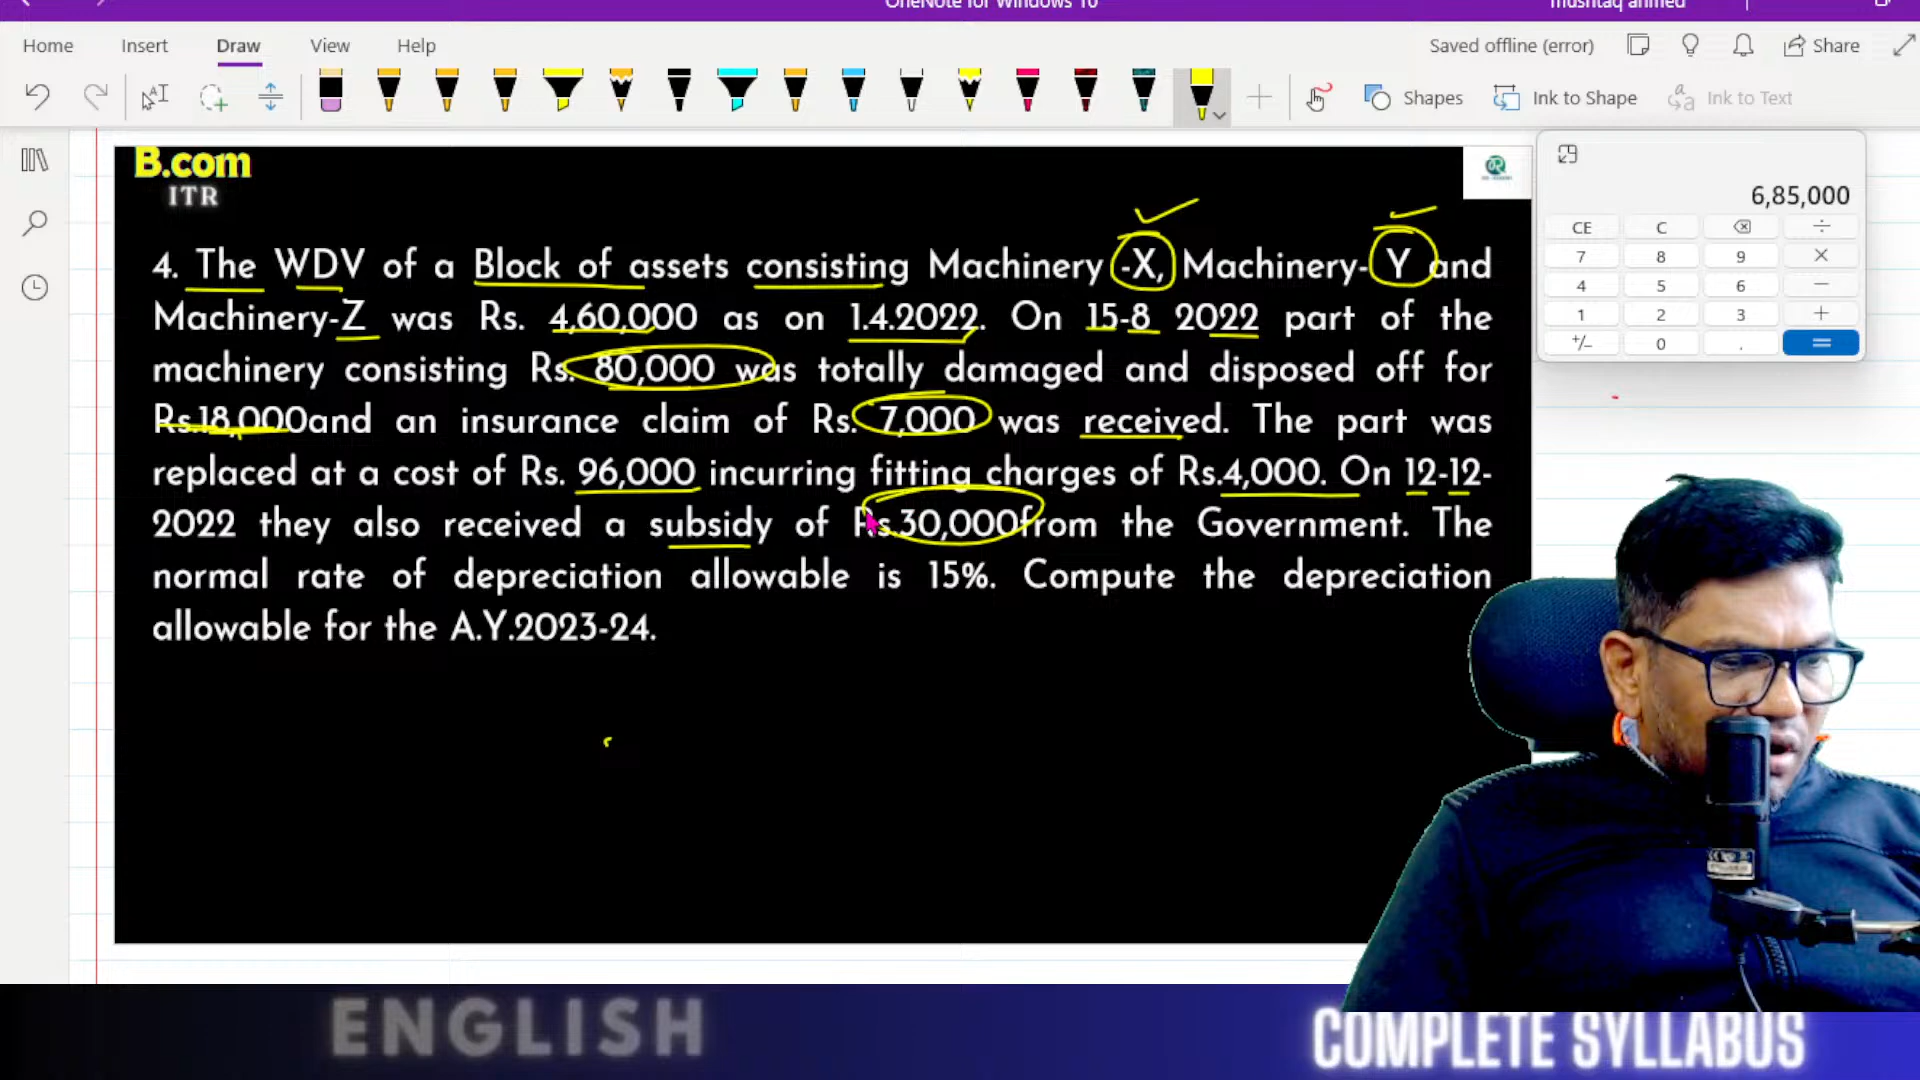 OneNote for Windows 10
mushtaq ahmed
Home Insert Draw View Help
Saved offline (error)
Share
Shapes
Ink to Shape
Ink to Text
B.com
ITR
4. The WDV of a Block of assets consisting Machinery -X, Machinery- Y and
Machinery-Z was Rs. 4,60,000 as on 1.4.2022. On 15-8 2022 part of the
machinery consisting Rs. 80,000 was totally damaged and disposed off for
Rs.18,000and an insurance claim of Rs. 7,000 was received. The part was
replaced at a cost of Rs. 96,000 incurring fitting charges of Rs.4,000. On 12-12-
2022 they also received a subsidy of Rs.30,000from the Government. The
normal rate of depreciation allowable is 15%. Compute the depreciation
allowable for the A.Y.2023-24.
6,85,000
CE C ÷
7 8 9 ×
4 5 6 −
1 2 3 +
+/− 0 . =
ENGLISH
COMPLETE SYLLABUS